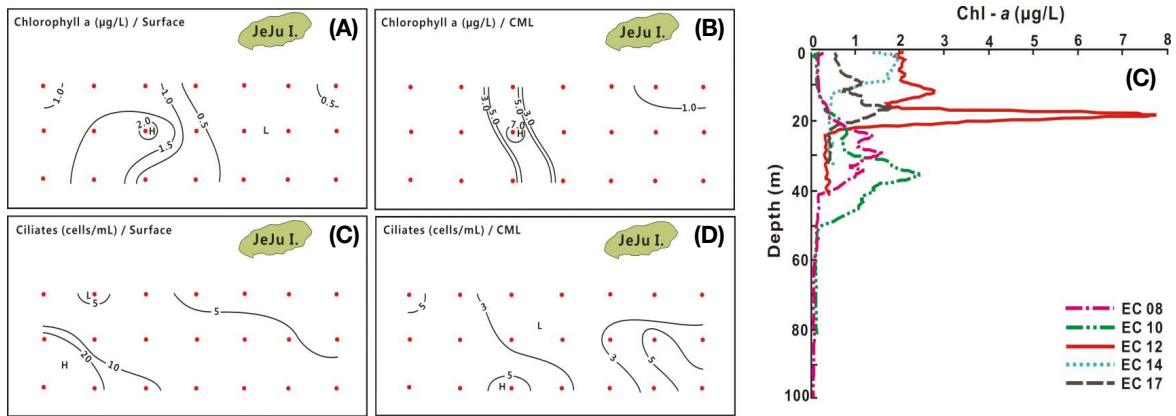 Chlorophyll a (μg/L) / Surface
JeJu I.
(A)
1.0
1.0
0.5
0.5
2.0
H
L
1.5
Chlorophyll a (μg/L) / CML
JeJu I.
(B)
3.0
5.0
5.0
3.0
7.0
H
1.0
Ciliates (cells/mL) / Surface
JeJu I.
(C)
L
5
5
20
10
H
Ciliates (cells/mL) / CML
JeJu I.
(D)
5
3
L
3
5
5
H
Chl - a (μg/L)
0 1 2 3 4 5 6 7 8
(C)
Depth (m)
0
20
40
60
80
100
EC 08
EC 10
EC 12
EC 14
EC 17